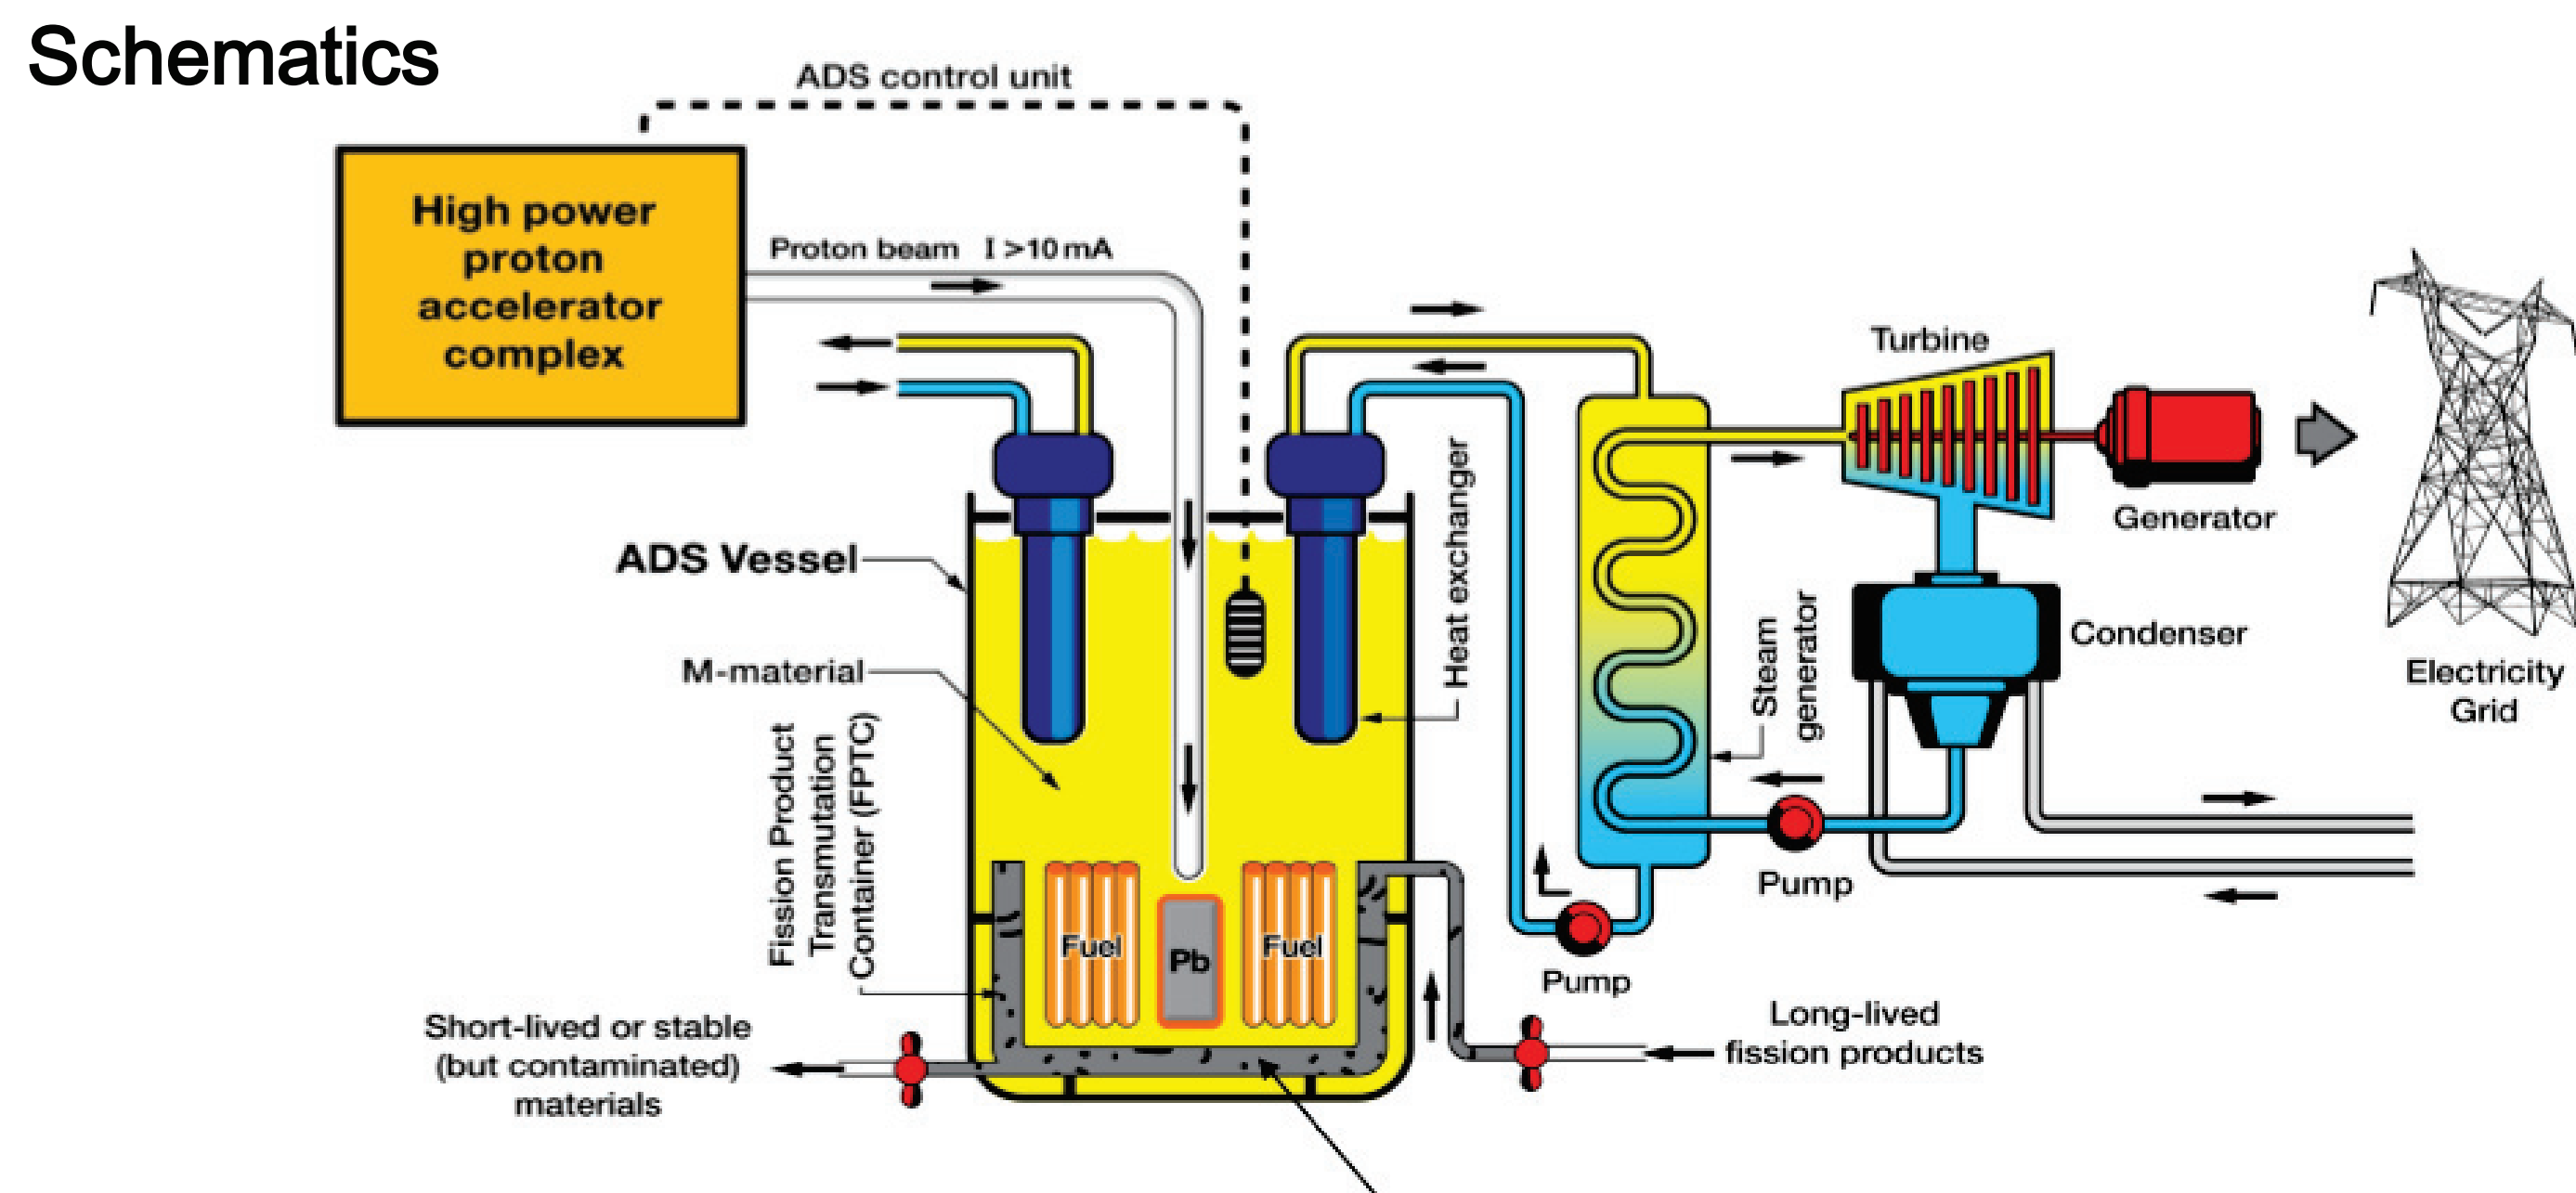 Schematics
ADS control unit
High power
proton
accelerator
complex
Proton beam I >10 mA
Turbine
Generator
Electricity
Grid
Condenser
Heat exchanger
Steam
generator
Pump
Pump
ADS Vessel
M-material
Fission Product
Transmutation
Container (FPTC)
Fuel
Pb
Fuel
Short-lived or stable
(but contaminated)
materials
Long-lived
fission products